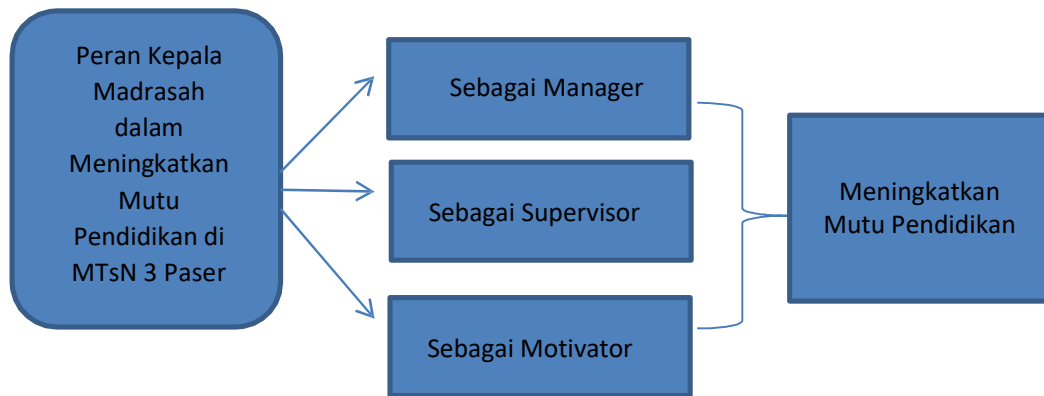 Peran Kepala
Madrasah
dalam
Meningkatkan
Mutu
Pendidikan di
MTsN 3 Paser
Sebagai Manager
Sebagai Supervisor
Sebagai Motivator
Meningkatkan
Mutu Pendidikan